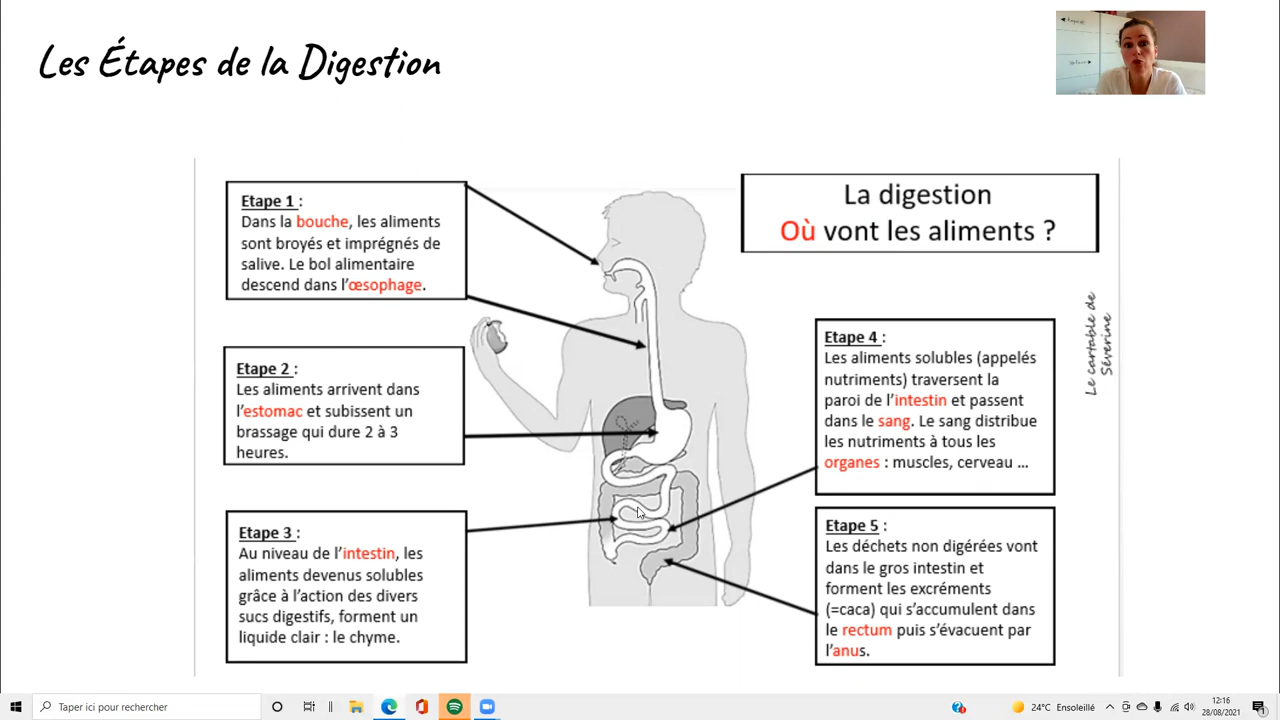 Les Étapes de la Digestion
La digestion
Où vont les aliments ?
Etape 1 :
Dans la bouche, les aliments
sont broyés et imprégnés de
salive. Le bol alimentaire
descend dans l'œsophage.
Etape 2 :
Les aliments arrivent dans
l'estomac et subissent un
brassage qui dure 2 à 3
heures.
Etape 3 :
Au niveau de l'intestin, les
aliments devenus solubles
grâce à l'action des divers
sucs digestifs, forment un
liquide clair : le chyme.
Etape 4 :
Les aliments solubles (appelés
nutriments) traversent la
paroi de l'intestin et passent
dans le sang. Le sang distribue
les nutriments à tous les
organes : muscles, cerveau ...
Etape 5 :
Les déchets non digérées vont
dans le gros intestin et
forment les excréments
(=caca) qui s'accumulent dans
le rectum puis s'évacuent par
l'anus.
Le cartable de
Séverine
Taper ici pour rechercher
24°C Ensoleillé
12:16
28/08/2021